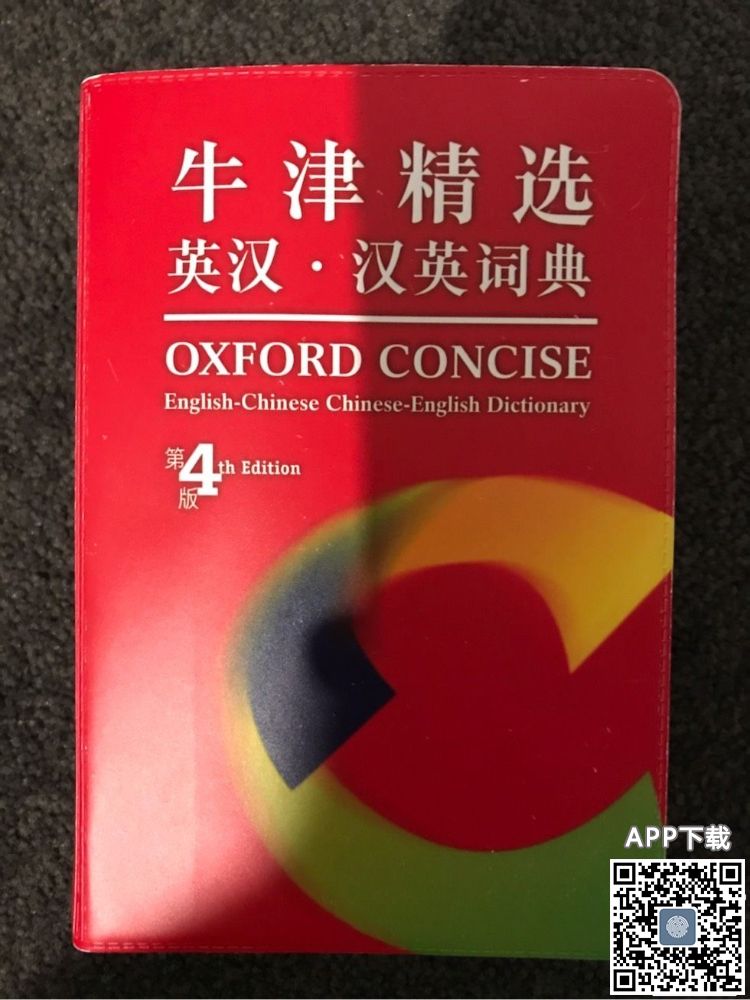 牛津精选
英汉·汉英词典
OXFORD CONCISE
English-Chinese Chinese-English Dictionary
第4th Edition
版
APP下载